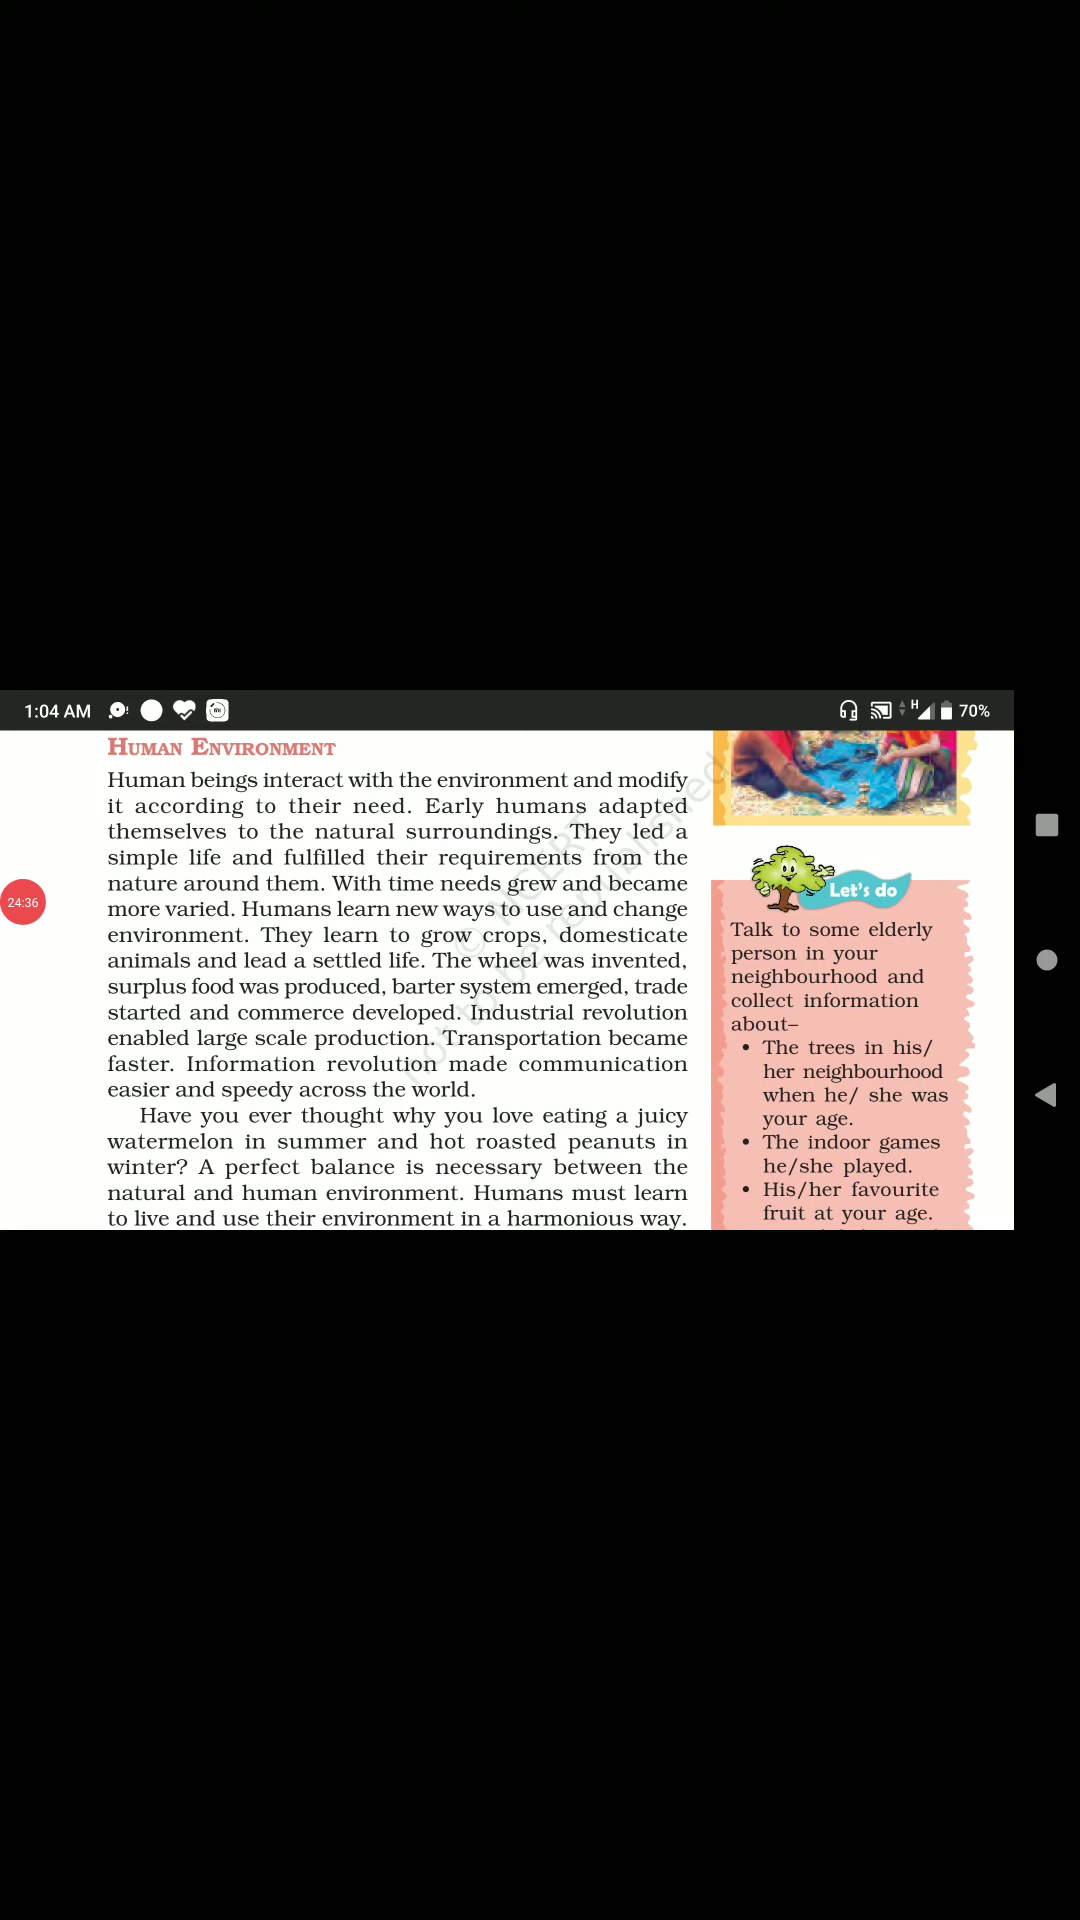 1:04 AM
H
70%
HUMAN ENVIRONMENT
Human beings interact with the environment and modify
it according to their need. Early humans adapted
themselves to the natural surroundings. They led a
simple life and fulfilled their requirements from the
nature around them. With time needs grew and became
more varied. Humans learn new ways to use and change
environment. They learn to grow crops, domesticate
animals and lead a settled life. The wheel was invented,
surplus food was produced, barter system emerged, trade
started and commerce developed. Industrial revolution
enabled large scale production. Transportation became
faster. Information revolution made communication
easier and speedy across the world.
Have you ever thought why you love eating a juicy
watermelon in summer and hot roasted peanuts in
winter? A perfect balance is necessary between the
natural and human environment. Humans must learn
to live and use their environment in a harmonious way.
24:36
© NCERT
not to be republished
Let's do
Talk to some elderly
person in your
neighbourhood and
collect information
about–
• The trees in his/
her neighbourhood
when he/ she was
your age.
• The indoor games
he/she played.
• His/her favourite
fruit at your age.